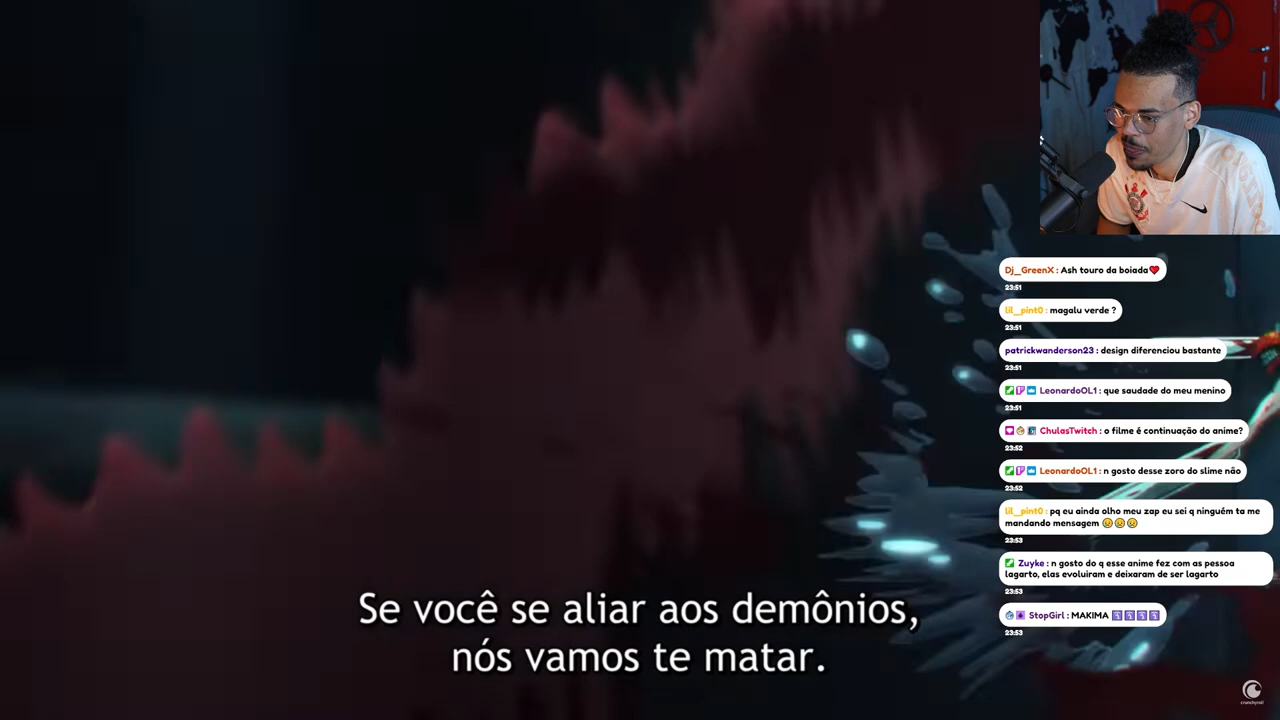 Dj_GreenX : Ash touro da boiada❤️
23:51
lil_pint0 : magalu verde ?
23:51
patrickwanderson23 : design diferenciou bastante
23:51
LeonardoOL1 : que saudade do meu menino
23:51
ChulasTwitch : o filme é continuação do anime?
23:52
LeonardoOL1 : n gosto desse zoro do slime não
23:52
lil_pint0 : pq eu ainda olho meu zap eu sei q ninguém ta me
mandando mensagem 😣😣😣
23:53
Zuyke : n gosto do q esse anime fez com as pessoa
lagarto, elas evoluiram e deixaram de ser lagarto
23:53
StopGirl : MAKIMA
23:53
Se você se aliar aos demônios,
nós vamos te matar.
crunchyroll